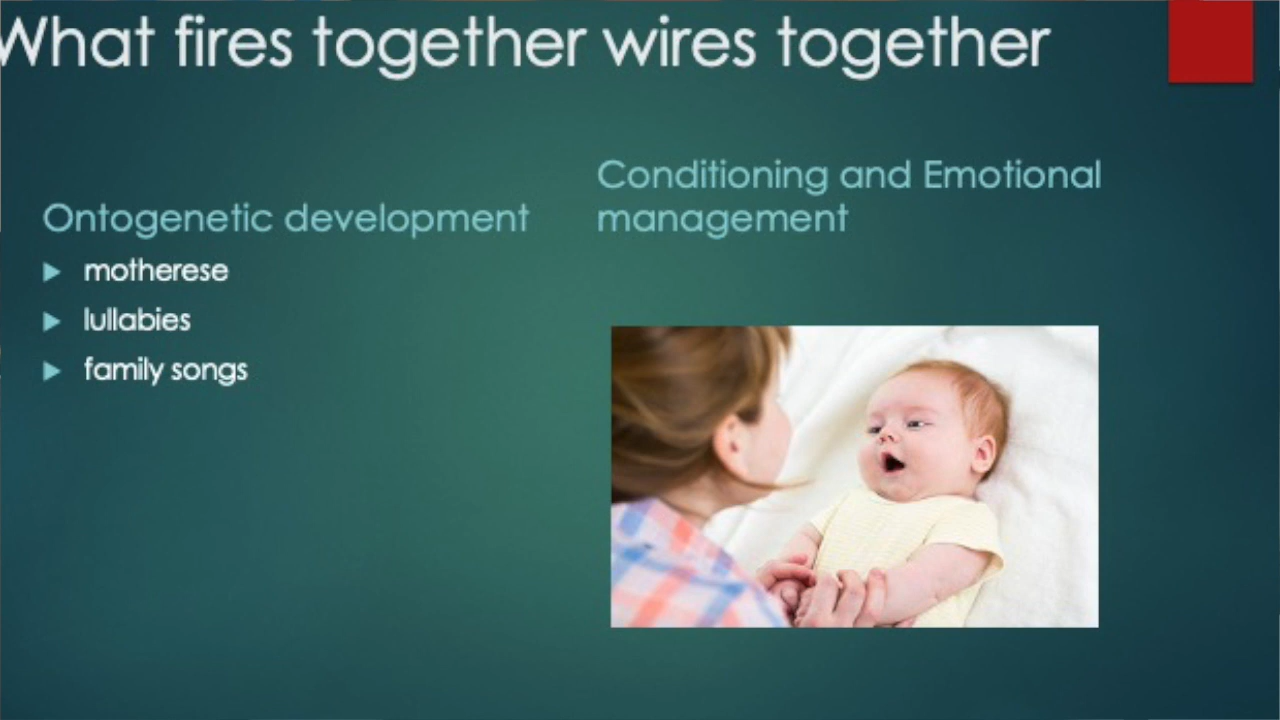 What fires together wires together
Ontogenetic development
motherese
lullabies
family songs
Conditioning and Emotional
management